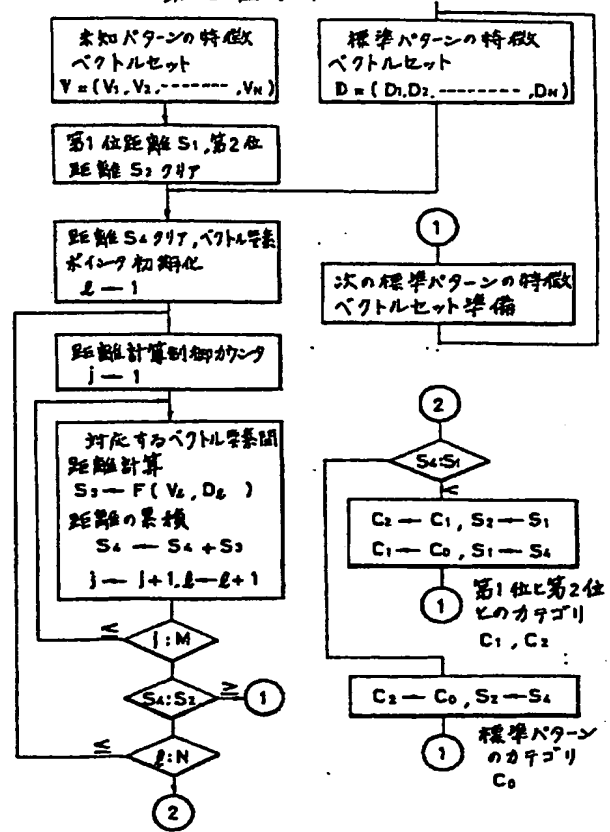 未知パターンの特徴
ベクトルセット
V=(V1,V2,--------,VN)
標準パターンの特徴
ベクトルセット
D=(D1,D2,--------,DN)
第1位距離S1,第2位
距離S2クリア
距離S4クリア,ベクトル要素
ポインタ初期化
ℓ←1
距離計算制御カウンタ
j←1
対応するベクトル要素間
距離計算
S3←F(Vℓ,Dℓ)
距離の累積
S4←S4+S3
j←j+1,ℓ←ℓ+1
≦
j:M
S4:S2
≧
1
≦
ℓ:N
2
1
次の標準パターンの特徴
ベクトルセット準備
2
S4:S1
<
C2←C1,S2←S1
C1←C0,S1←S4
1
第1位と第2位
とのカテゴリ
C1,C2
C2←C0,S2←S4
1
標準パターン
のカテゴリ
C0